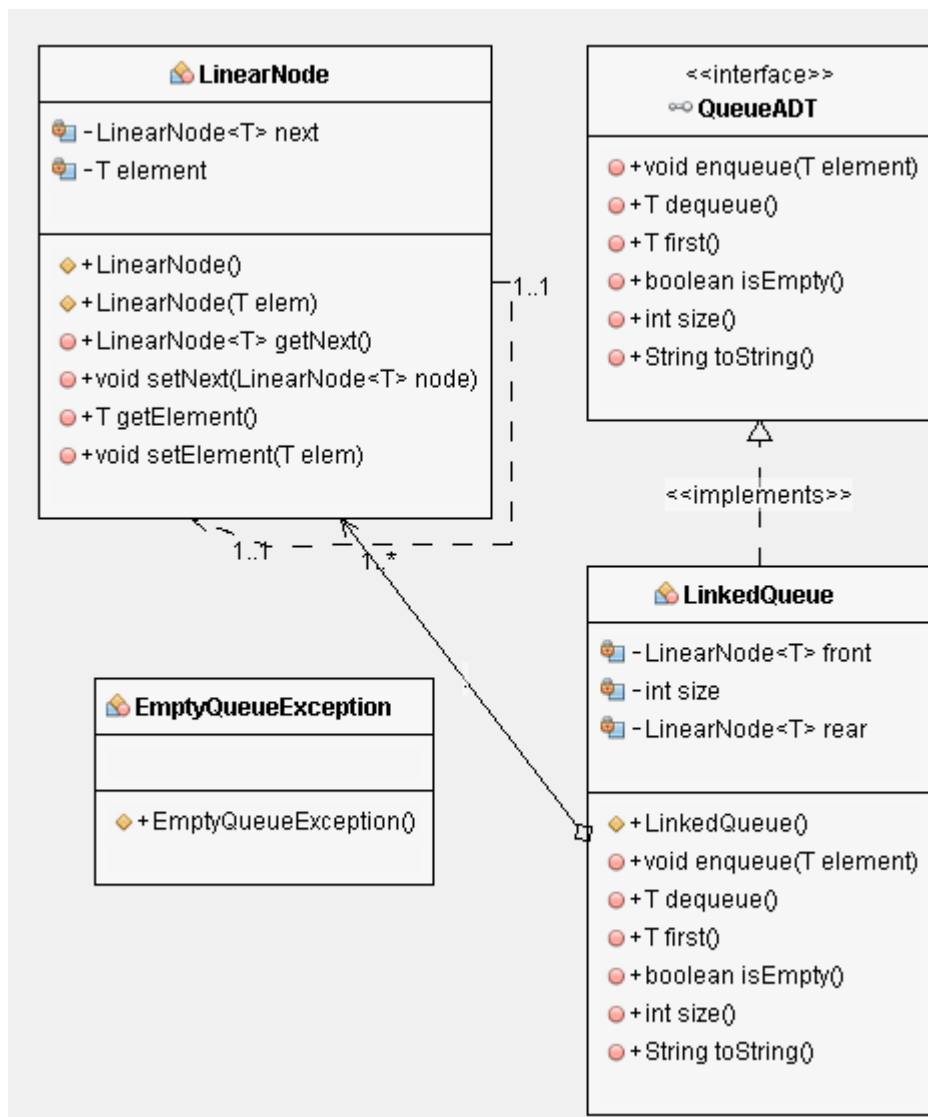 LinearNode
-LinearNode<T> next
-T element
+LinearNode()
+LinearNode(T elem)
+LinearNode<T> getNext()
+void setNext(LinearNode<T> node)
+T getElement()
+void setElement(T elem)
1..1
1..1
1..*
<<interface>>
QueueADT
+void enqueue(T element)
+T dequeue()
+T first()
+boolean isEmpty()
+int size()
+String toString()
<<implements>>
EmptyQueueException
+EmptyQueueException()
LinkedQueue
-LinearNode<T> front
-int size
-LinearNode<T> rear
+LinkedQueue()
+void enqueue(T element)
+T dequeue()
+T first()
+boolean isEmpty()
+int size()
+String toString()